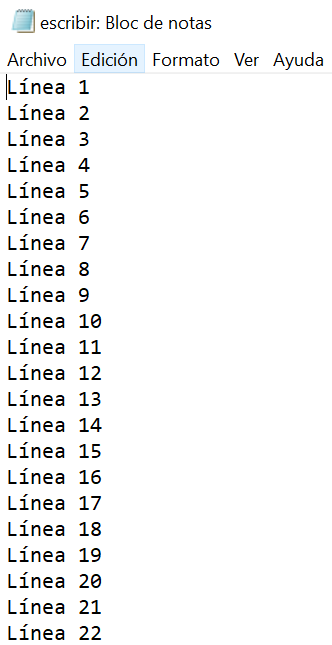 escribir: Bloc de notas
Archivo Edición Formato Ver Ayuda
Línea 1
Línea 2
Línea 3
Línea 4
Línea 5
Línea 6
Línea 7
Línea 8
Línea 9
Línea 10
Línea 11
Línea 12
Línea 13
Línea 14
Línea 15
Línea 16
Línea 17
Línea 18
Línea 19
Línea 20
Línea 21
Línea 22